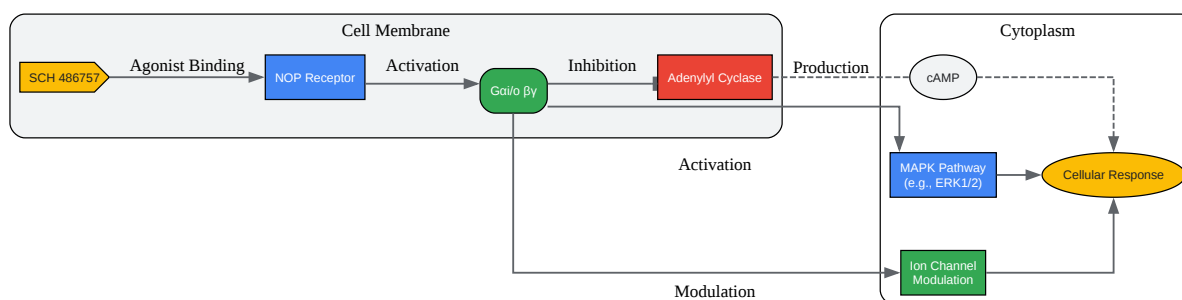 Cell Membrane
Cytoplasm
SCH 486757
Agonist Binding
NOP Receptor
Activation
Gαi/o βγ
Inhibition
Adenylyl Cyclase
Production
cAMP
Activation
MAPK Pathway
(e.g., ERK1/2)
Cellular Response
Ion Channel
Modulation
Modulation